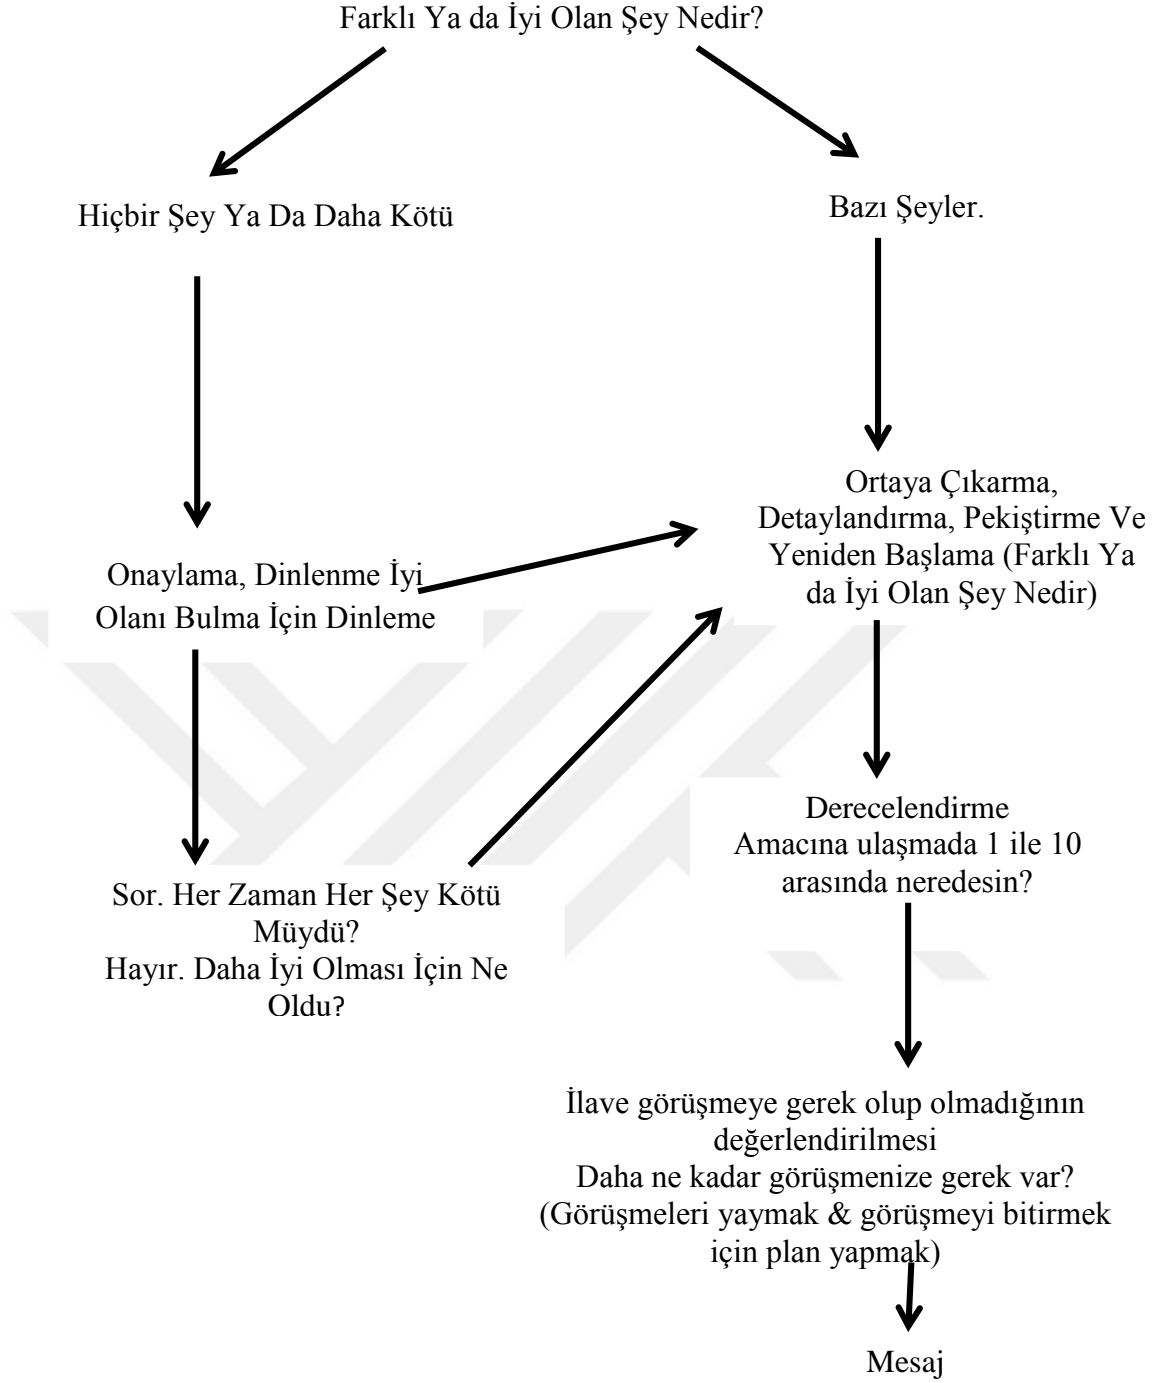 Farklı Ya da İyi Olan Şey Nedir?
Hiçbir Şey Ya Da Daha Kötü
Bazı Şeyler.
Ortaya Çıkarma,
Detaylandırma, Pekiştirme Ve
Yeniden Başlama (Farklı Ya
da İyi Olan Şey Nedir)
Onaylama, Dinlenme İyi
Olanı Bulma İçin Dinleme
Derecelendirme
Amacına ulaşmada 1 ile 10
arasında neredesin?
Sor. Her Zaman Her Şey Kötü
Müydü?
Hayır. Daha İyi Olması İçin Ne
Oldu?
İlave görüşmeye gerek olup olmadığının
değerlendirilmesi
Daha ne kadar görüşmenize gerek var?
(Görüşmeleri yaymak & görüşmeyi bitirmek
için plan yapmak)
Mesaj